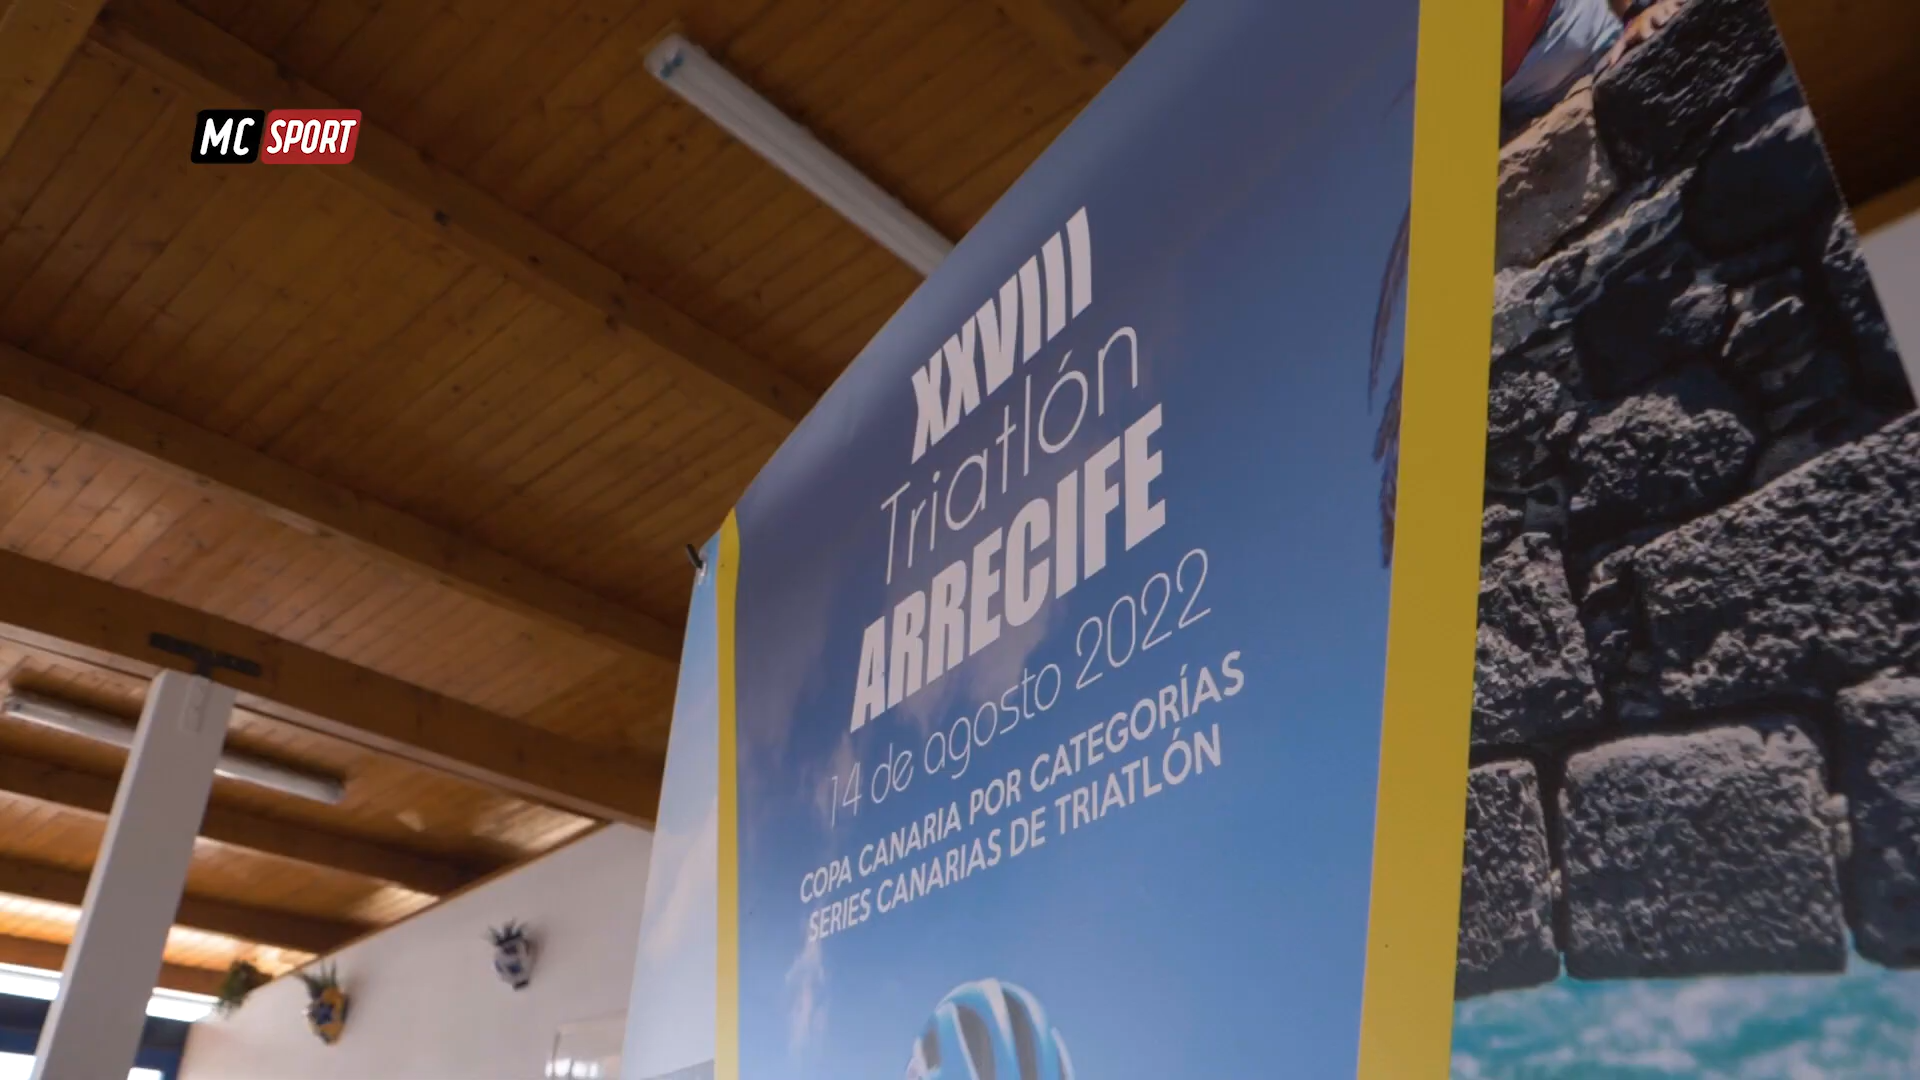 MC SPORT
XXVIII
Triatlón
ARRECIFE
14 de agosto 2022
COPA CANARIA POR CATEGORÍAS
SERIES CANARIAS DE TRIATLÓN